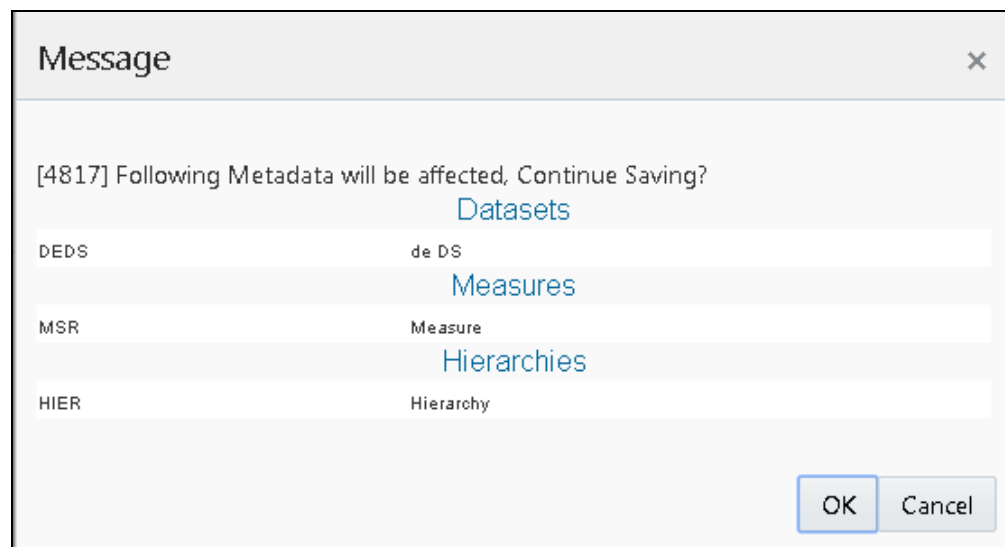 Message ×
[4817] Following Metadata will be affected, Continue Saving?
Datasets
DEDS de DS
Measures
MSR Measure
Hierarchies
HIER Hierarchy
OK Cancel